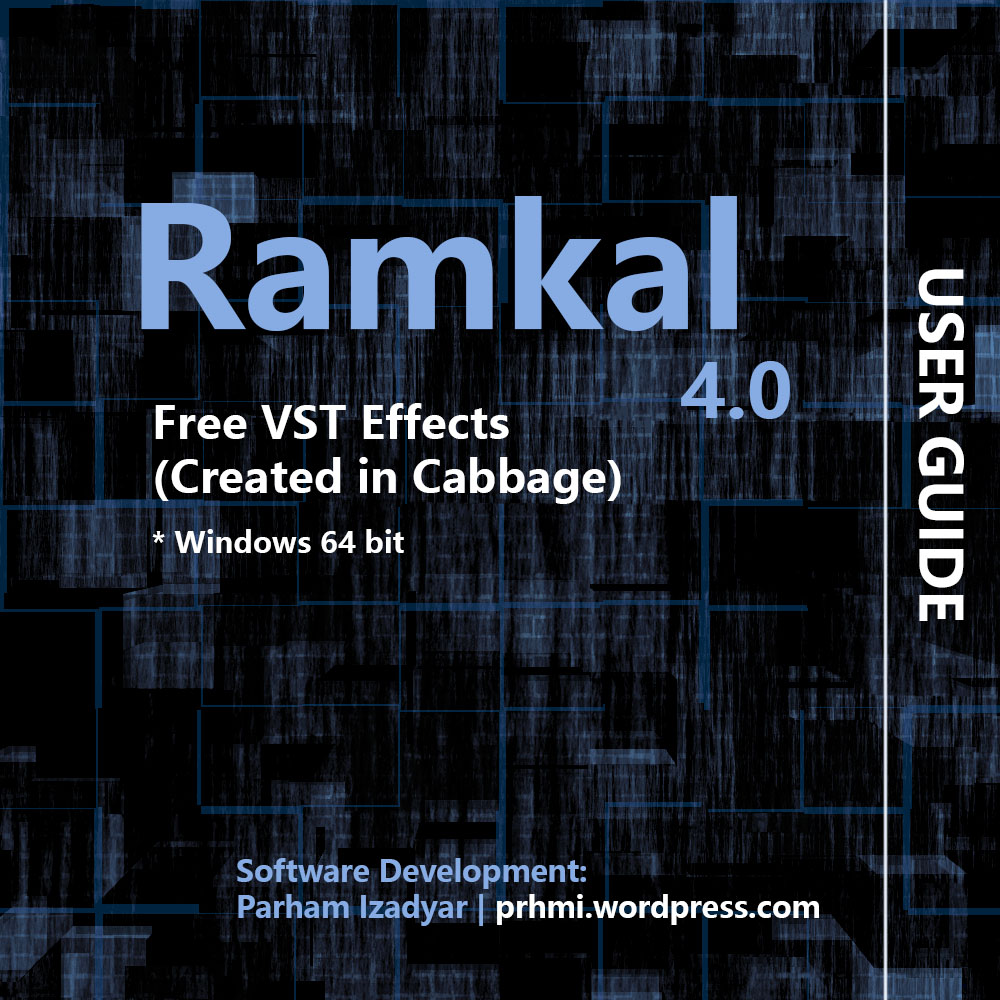 Ramkal
4.0
Free VST Effects
(Created in Cabbage)
* Windows 64 bit
Software Development:
Parham Izadyar | prhmi.wordpress.com
USER GUIDE